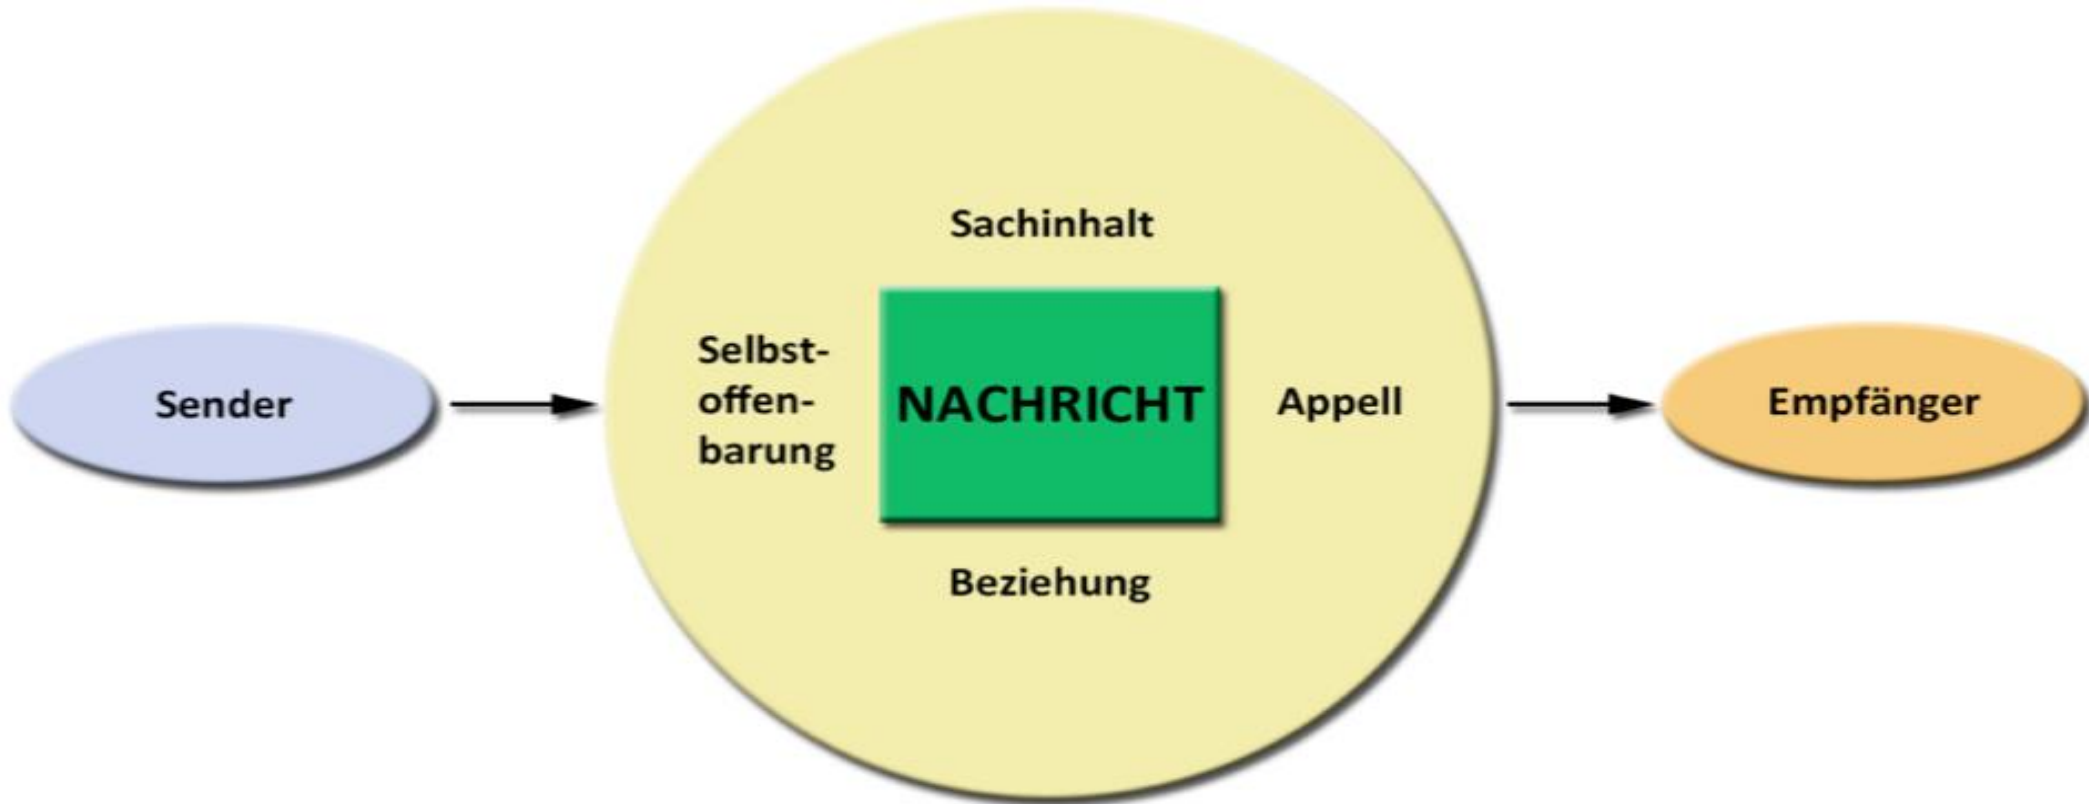 Sachinhalt
Sender
Selbst-
offen-
barung
NACHRICHT
Appell
Empfänger
Beziehung